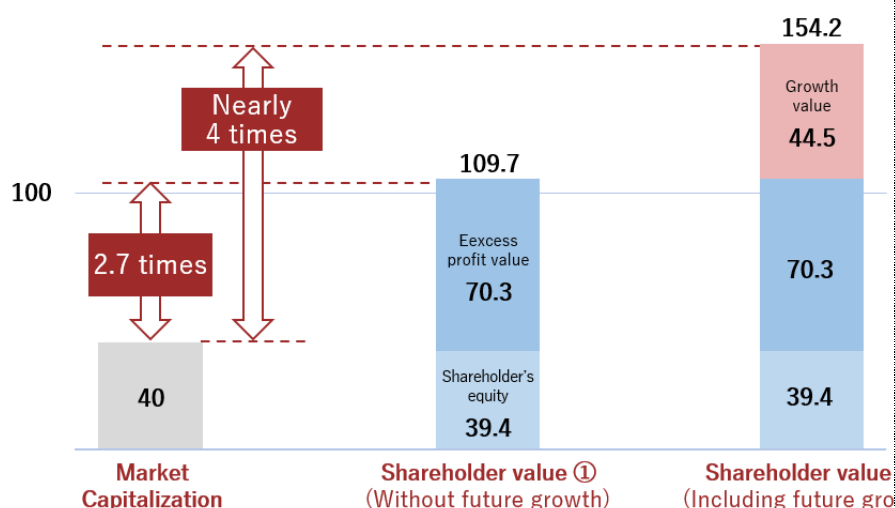 154.2
Growth
value
44.5
Nearly
4 times
109.7
100
Eexcess
profit value
70.3
70.3
2.7 times
40
Shareholder's
equity
39.4
39.4
Market
Capitalization
Shareholder value ①
(Without future growth)
Shareholder value
(Including future gro